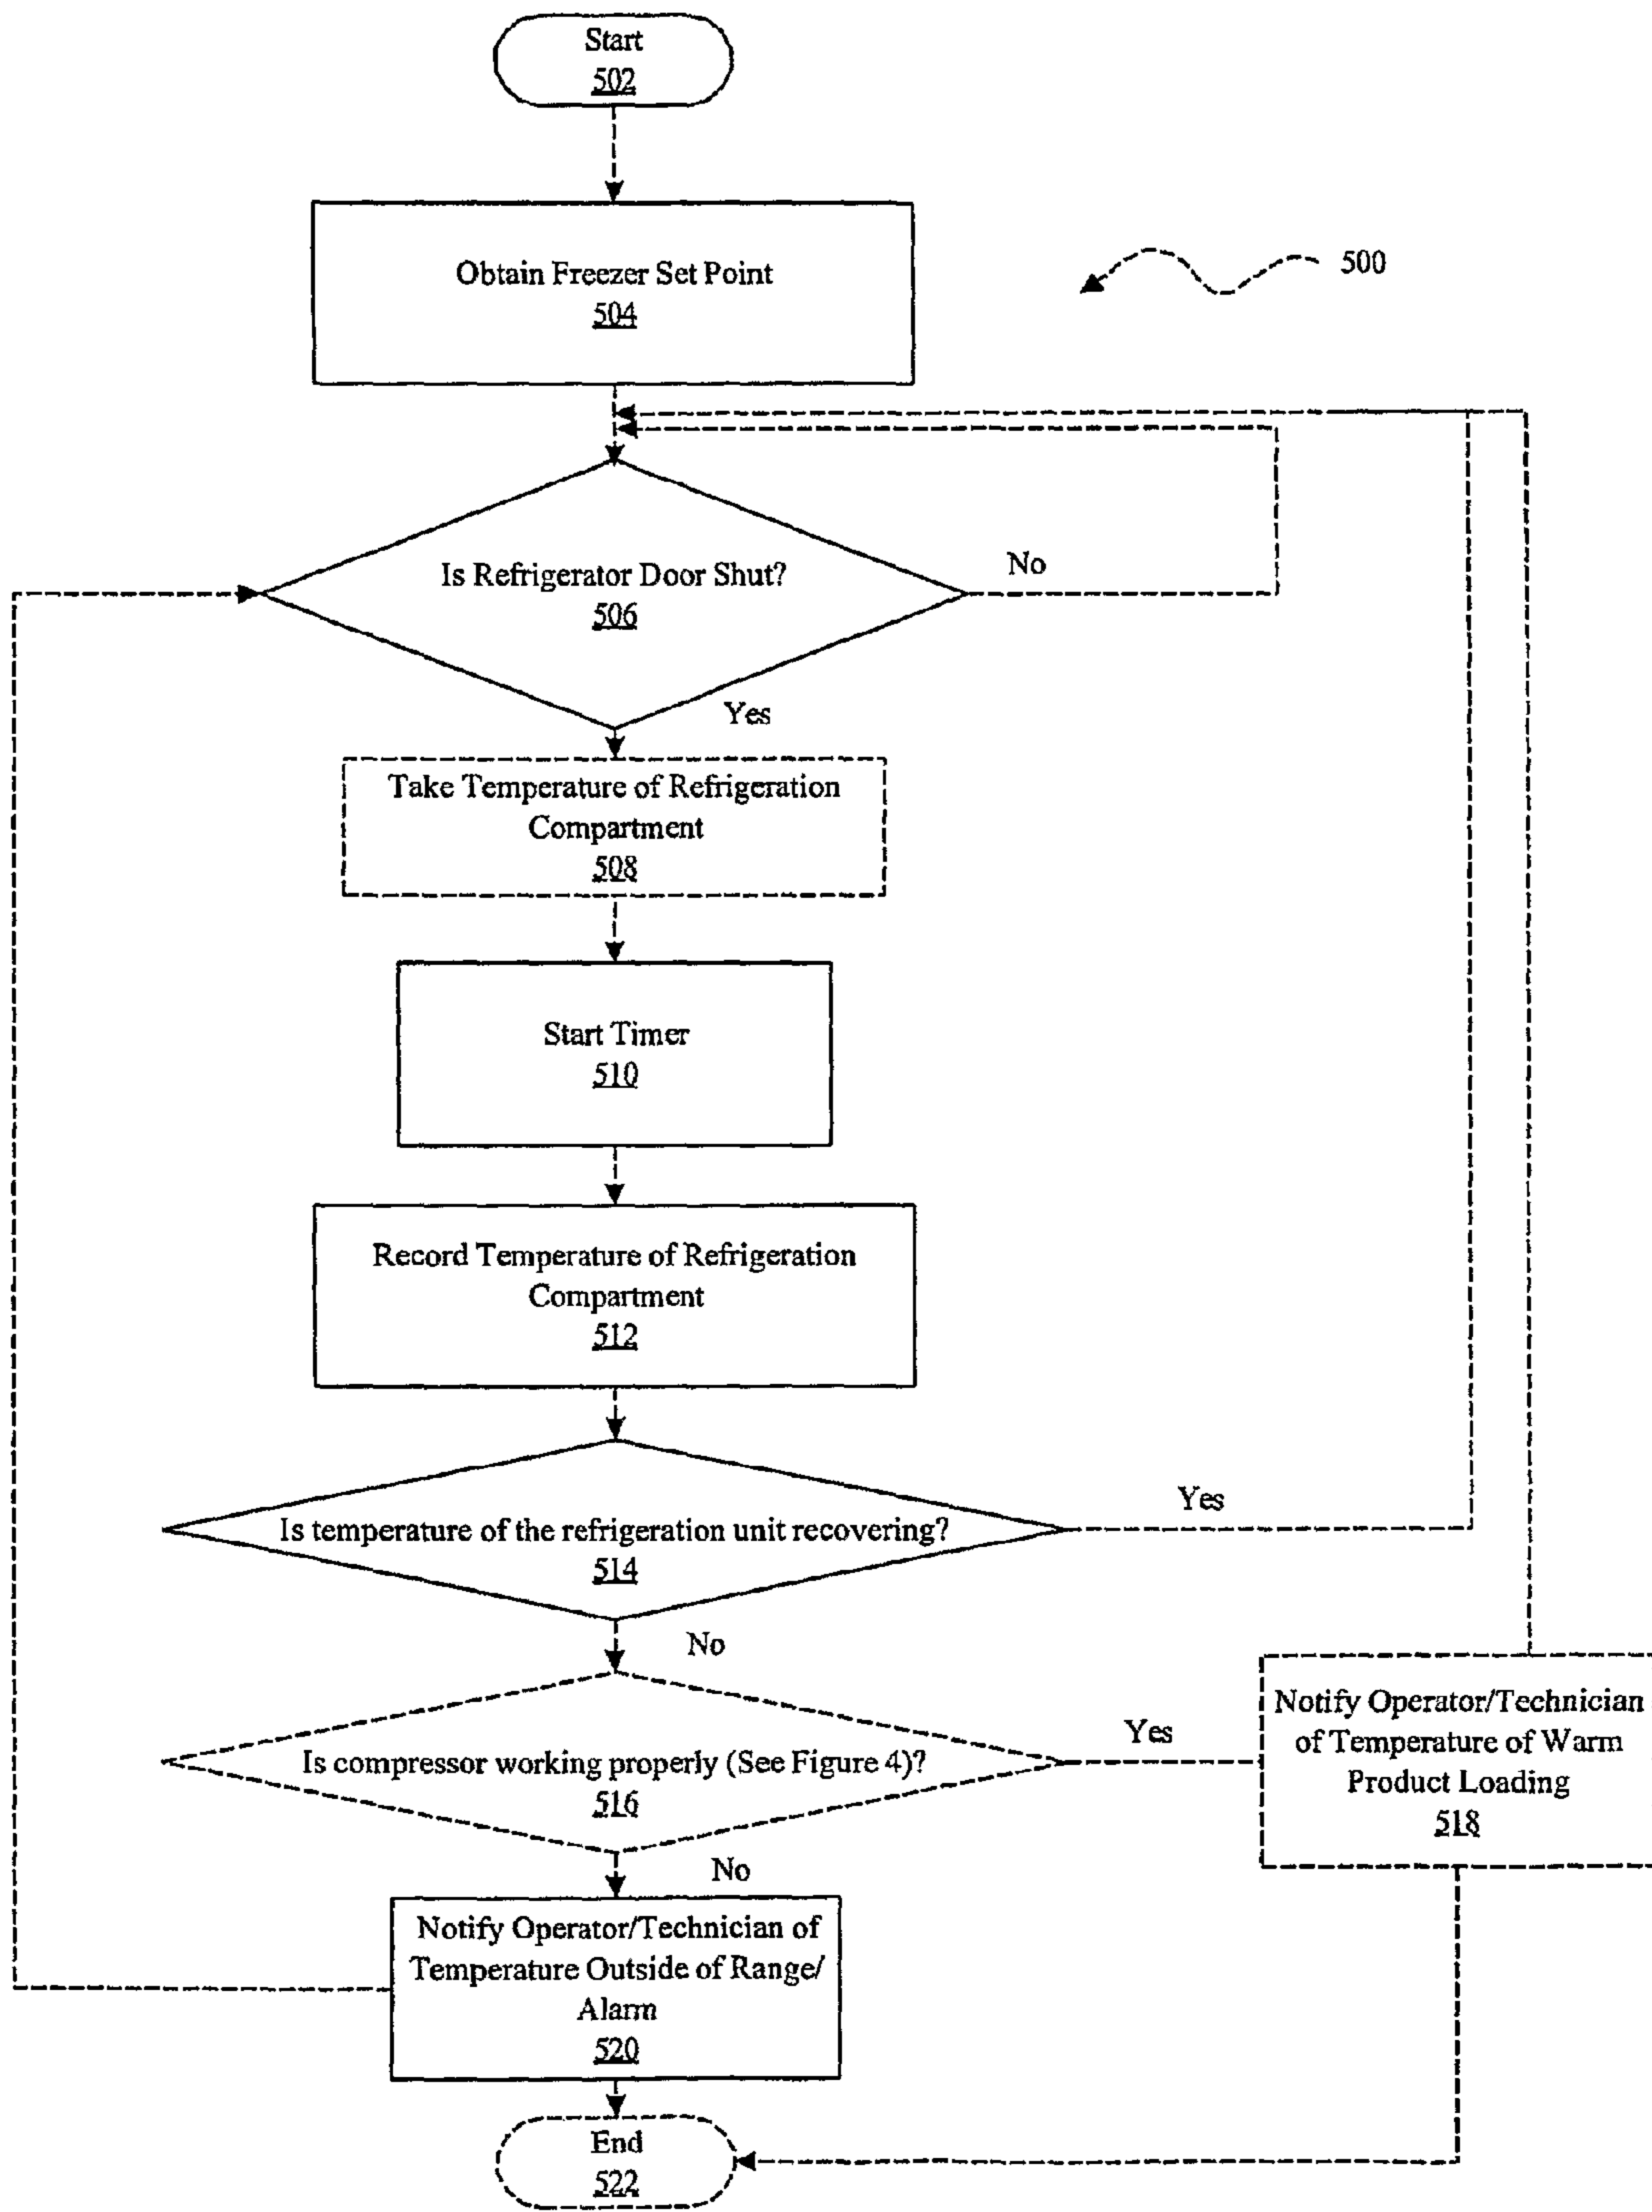 Start
502
Obtain Freezer Set Point
504
500
Is Refrigerator Door Shut?
506
No
Yes
Take Temperature of Refrigeration
Compartment
508
Start Timer
510
Record Temperature of Refrigeration
Compartment
512
Is temperature of the refrigeration unit recovering?
514
Yes
No
Is compressor working properly (See Figure 4)?
516
Yes
Notify Operator/Technician
of Temperature of Warm
Product Loading
518
No
Notify Operator/Technician of
Temperature Outside of Range/
Alarm
520
End
522